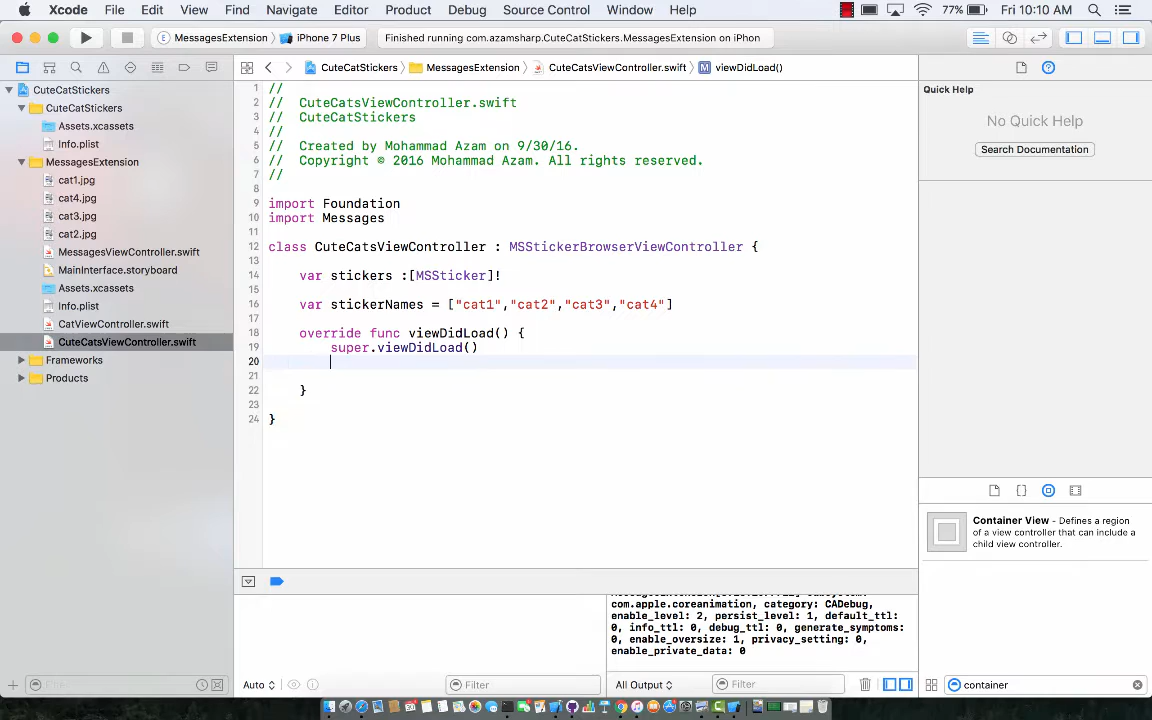 Xcode File Edit View Find Navigate Editor Product Debug Source Control Window Help 77% Fri 10:10 AM
MessagesExtension iPhone 7 Plus Finished running com.azamsharp.CuteCatStickers.MessagesExtension on iPhon
CuteCatStickers MessagesExtension CuteCatsViewController.swift M viewDidLoad()
CuteCatStickers
CuteCatStickers
Assets.xcassets
Info.plist
MessagesExtension
cat1.jpg
cat4.jpg
cat3.jpg
cat2.jpg
MessagesViewController.swift
MainInterface.storyboard
Assets.xcassets
Info.plist
CatViewController.swift
CuteCatsViewController.swift
Frameworks
Products
1 //
2 // CuteCatsViewController.swift
3 // CuteCatStickers
4 //
5 // Created by Mohammad Azam on 9/30/16.
6 // Copyright © 2016 Mohammad Azam. All rights reserved.
7 //
8
9 import Foundation
10 import Messages
11
12 class CuteCatsViewController : MSStickerBrowserViewController {
13
14 var stickers :[MSSticker]!
15
16 var stickerNames = ["cat1","cat2","cat3","cat4"]
17
18 override func viewDidLoad() {
19 super.viewDidLoad()
20
21
22 }
23
24 }
Quick Help
No Quick Help
Search Documentation
Container View - Defines a region
of a view controller that can include a
child view controller.
com.apple.coreanimation, category: CADebug,
enable_level: 2, persist_level: 1, default_ttl:
0, info_ttl: 0, debug_ttl: 0, generate_symptoms:
0, enable_oversize: 1, privacy_setting: 0,
enable_private_data: 0
Auto Filter All Output Filter container